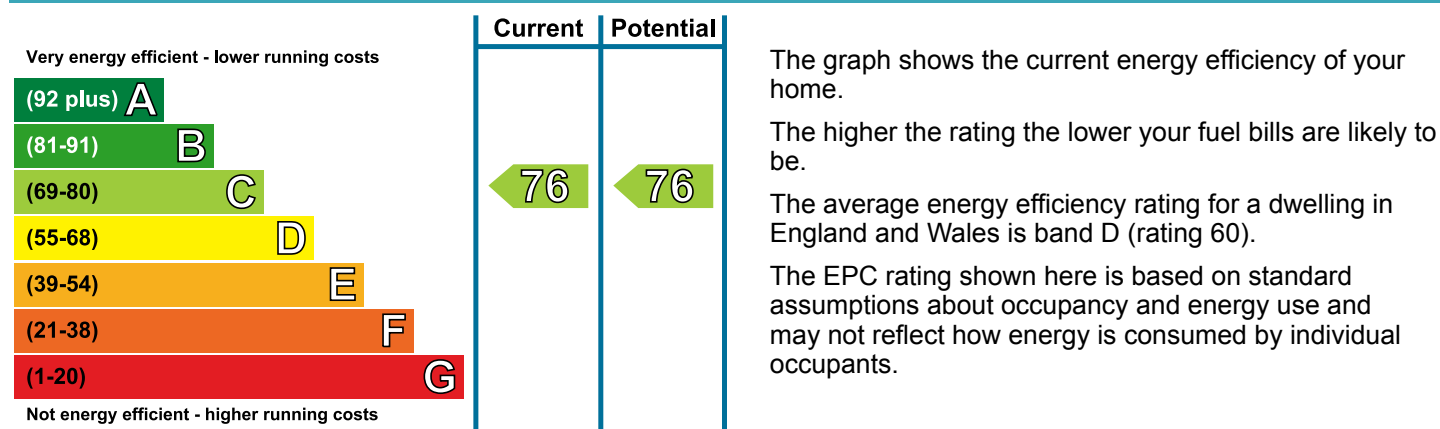 Current Potential
Very energy efficient - lower running costs
(92 plus) A
(81-91) B
(69-80) C
76 76
(55-68) D
(39-54) E
(21-38) F
(1-20) G
Not energy efficient - higher running costs
The graph shows the current energy efficiency of your
home.
The higher the rating the lower your fuel bills are likely to
be.
The average energy efficiency rating for a dwelling in
England and Wales is band D (rating 60).
The EPC rating shown here is based on standard
assumptions about occupancy and energy use and
may not reflect how energy is consumed by individual
occupants.